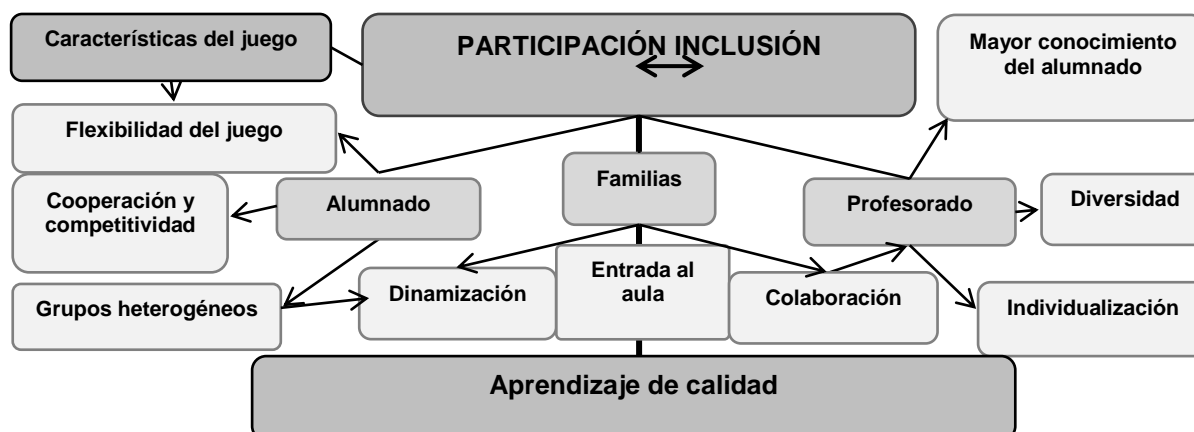 Características del juego
PARTICIPACIÓN INCLUSIÓN
Mayor conocimiento
del alumnado
Flexibilidad del juego
Cooperación y
competitividad
Alumnado
Familias
Profesorado
Diversidad
Grupos heterogéneos
Dinamización
Entrada al
aula
Colaboración
Individualización
Aprendizaje de calidad